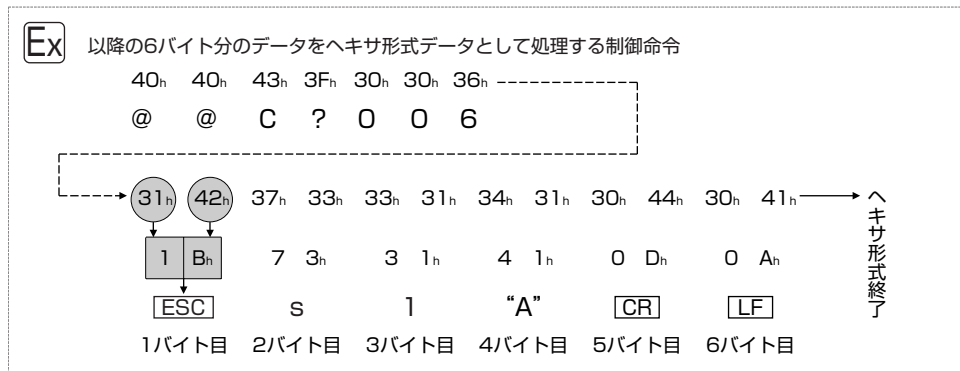 Ex 以降の6バイト分のデータをヘキサ形式データとして処理する制御命令
40h 40h 43h 3Fh 30h 30h 36h
@ @ C ? 0 0 6
31h 42h 37h 33h 33h 31h 34h 31h 30h 44h 30h 41h
1 Bh 7 3h 3 1h 4 1h 0 Dh 0 Ah
ESC s 1 “A” CR LF
1バイト目 2バイト目 3バイト目 4バイト目 5バイト目 6バイト目
ヘキサ形式終了